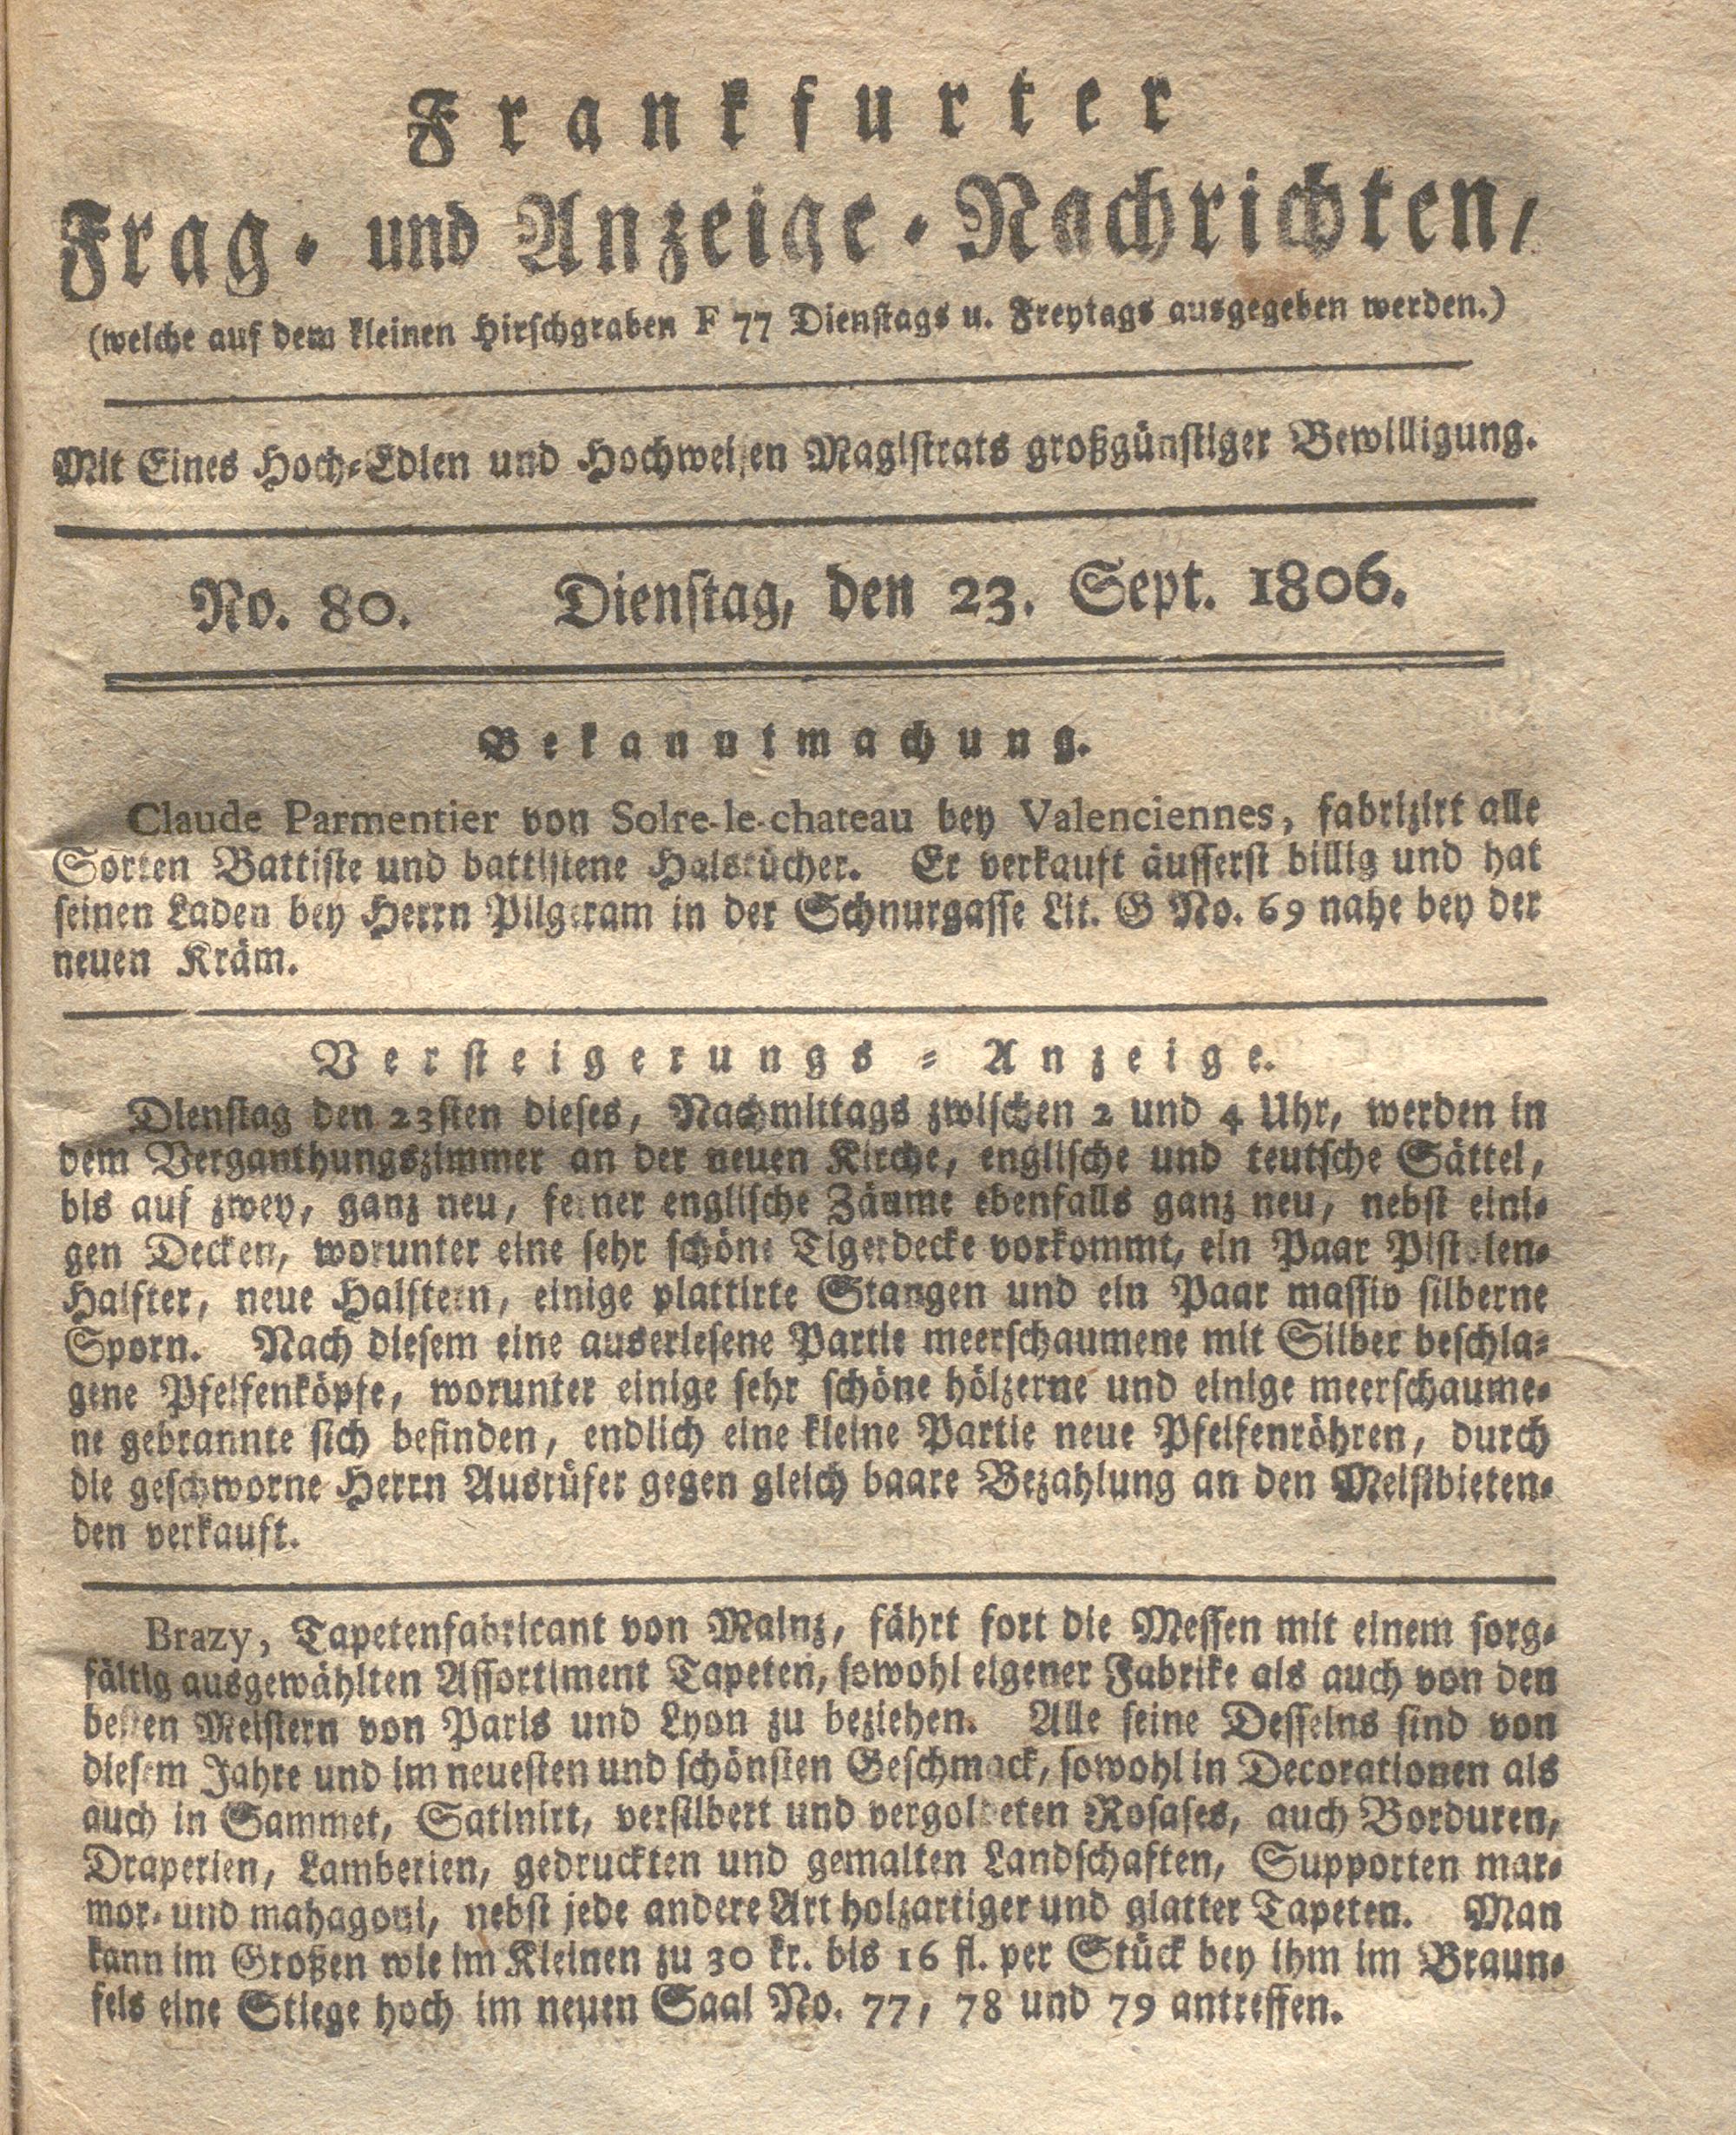 Frankfurter
Frag- und Anzeige-Nachrichten,
(welche auf dem kleinen Hirschgraben F 77 Dienstags u. Freytags ausgegeben werden.)
Mit Eines Hoch-Edlen und Hochweisen Magistrats großgünstiger Bewilligung.
No. 80. Dienstag, den 23. Sept. 1806.
Bekanntmachung.
Claude Parmentier von Solre-le-chateau bey Valenciennes, fabrizirt alle
Sorten Battiste und battistene Halstücher. Er verkauft äusserst billig und hat
seinen Laden bey Herrn Pilgeram in der Schnurgasse Lit. G No. 69 nahe bey der
neuen Kräm.
Versteigerungs-Anzeige.
Dienstag den 23sten dieses, Nachmittags zwischen 2 und 4 Uhr, werden in
dem Verganthungszimmer an der neuen Kirche, englische und teutsche Sättel,
bis auf zwey, ganz neu, ferner englische Zäume ebenfalls ganz neu, nebst eini-
gen Decken, worunter eine sehr schöne Tigerdecke vorkommt, ein Paar Pistolen-
Halfter, neue Halftern, einige plattirte Stangen und ein Paar massiv silberne
Sporn. Nach diesem eine auserlesene Partie meerschaumene mit Silber beschla-
gene Pfeifenköpfe, worunter einige sehr schöne hölzerne und einige meerschaume-
ne gebrannte sich befinden, endlich eine kleine Partie neue Pfeifenröhren, durch
die geschworne Herrn Ausrüfer gegen gleich baare Bezahlung an den Meistbieten-
den verkauft.
Brazy, Tapetenfabricant von Mainz, fährt fort die Messen mit einem sorg-
fältig ausgewählten Assortiment Tapeten, sowohl eigener Fabrike als auch von den
besten Meistern von Paris und Lyon zu beziehen. Alle seine Desseins sind von
diesem Jahre und im neuesten und schönsten Geschmack, sowohl in Decorationen als
auch in Sammet, Satinirt, versilbert und vergoldeten Rosases, auch Borduren,
Draperien, Lamberien, gedruckten und gemalten Landschaften, Supporten mar-
mor- und mahagoni, nebst jede andere Art holzartiger und glatter Tapeten. Man
kann im Großen wie im Kleinen zu 30 kr. bis 16 fl. per Stück bey ihm im Braun-
fels eine Stiege hoch im neuen Saal No. 77, 78 und 79 antreffen.